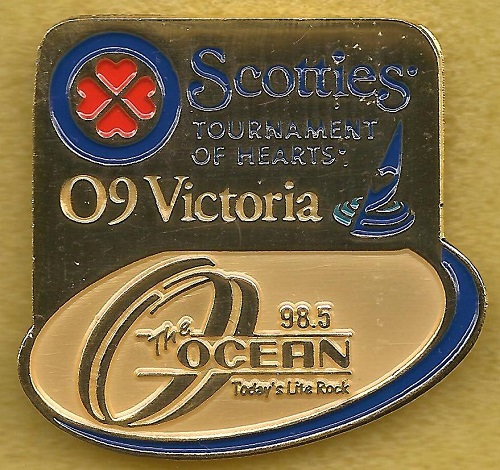 Scotties
TOURNAMENT
OF HEARTS
09 Victoria
98.5
The
OCEAN
Today's Lite Rock